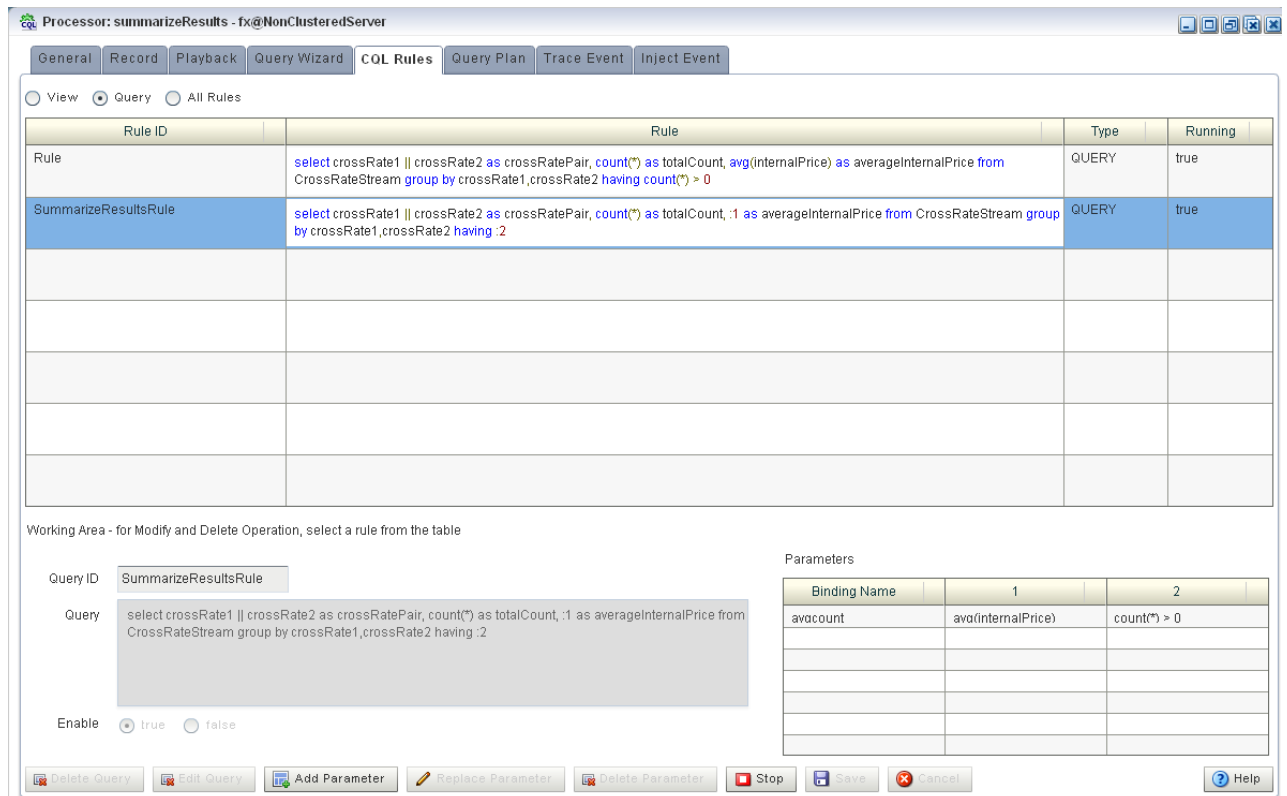 CQL Processor: summarizeResults - fx@NonClusteredServer
General Record Playback Query Wizard CQL Rules Query Plan Trace Event Inject Event
View Query All Rules
Rule ID Rule Type Running
Rule select crossRate1 || crossRate2 as crossRatePair, count(*) as totalCount, avg(internalPrice) as averageInternalPrice from QUERY true
CrossRateStream group by crossRate1,crossRate2 having count(*) > 0
SummarizeResultsRule select crossRate1 || crossRate2 as crossRatePair, count(*) as totalCount, :1 as averageInternalPrice from CrossRateStream group QUERY true
by crossRate1,crossRate2 having :2
Working Area - for Modify and Delete Operation, select a rule from the table
Query ID SummarizeResultsRule
Query select crossRate1 || crossRate2 as crossRatePair, count(*) as totalCount, :1 as averageInternalPrice from
CrossRateStream group by crossRate1,crossRate2 having :2
Enable true false
Parameters
Binding Name 1 2
avgcount avg(internalPrice) count(*) > 0
Delete Query Edit Query Add Parameter Replace Parameter Delete Parameter Stop Save Cancel Help